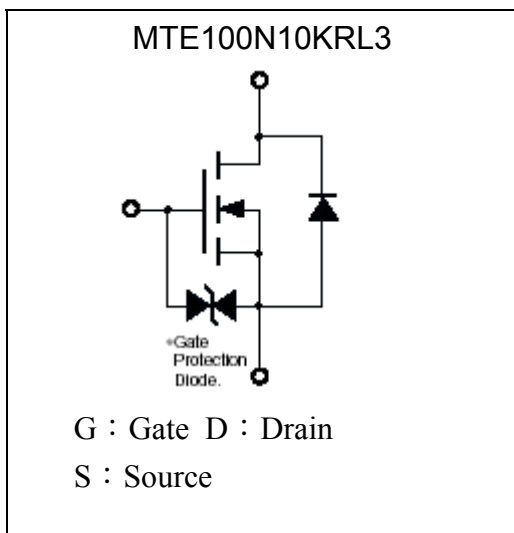 MTE100N10KRL3
*Gate
Protection
Diode.
G：Gate D：Drain
S：Source